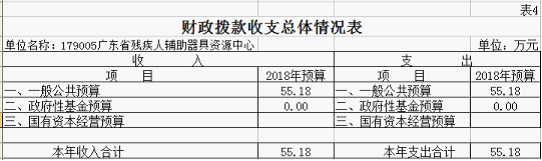 表4
财政拨款收支总体情况表
单位名称：179005广东省残疾人辅助器具资源中心 单位：万元
收 入 支 出
项 目 2018年预算 项 目 2018年预算
一、一般公共预算 55.18 一、一般公共预算 55.18
二、政府性基金预算 0.00 二、政府性基金预算 0.00
三、国有资本经营预算 三、国有资本经营预算
本年收入合计 55.18 本年支出合计 55.18